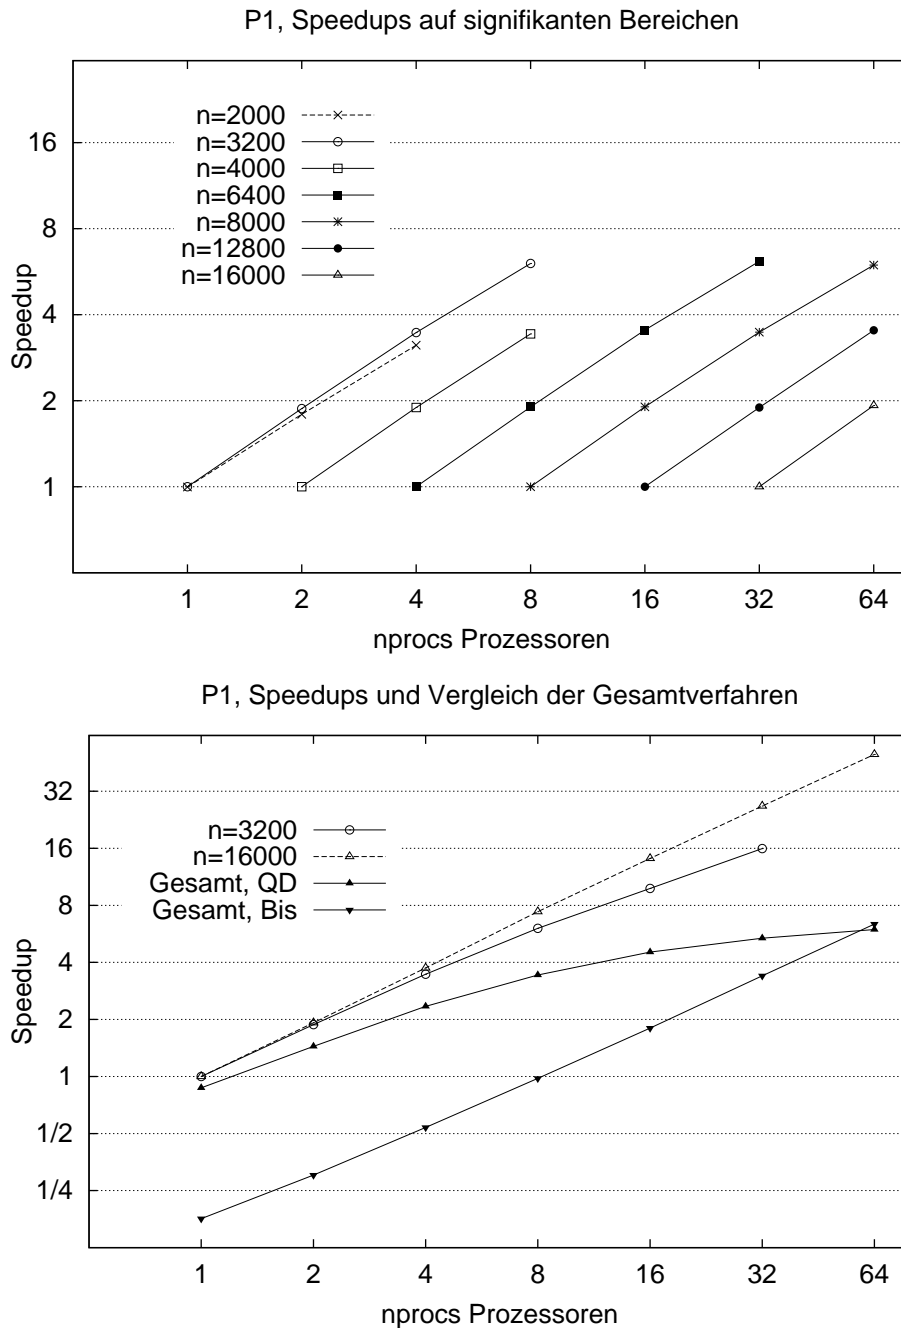 P1, Speedups auf signifikanten Bereichen
n=2000
n=3200
n=4000
n=6400
n=8000
n=12800
n=16000
16
8
4
2
1
Speedup
1 2 4 8 16 32 64
nprocs Prozessoren
P1, Speedups und Vergleich der Gesamtverfahren
n=3200
n=16000
Gesamt, QD
Gesamt, Bis
32
16
8
4
2
1
1/2
1/4
Speedup
1 2 4 8 16 32 64
nprocs Prozessoren